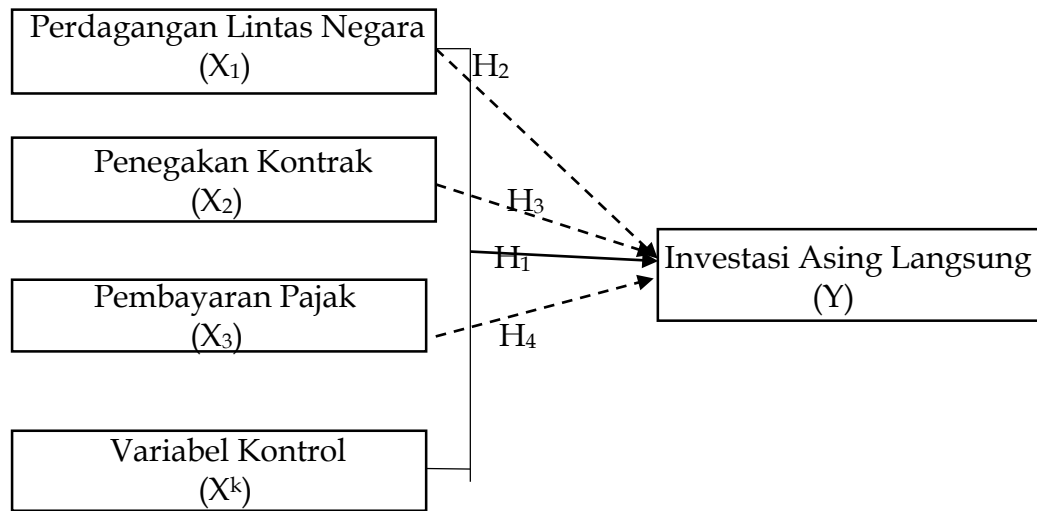 Perdagangan Lintas Negara
(X₁)
H₂
Penegakan Kontrak
(X₂)
H₃
H₁
Investasi Asing Langsung
(Y)
Pembayaran Pajak
(X₃)
H₄
Variabel Kontrol
(Xᵏ)